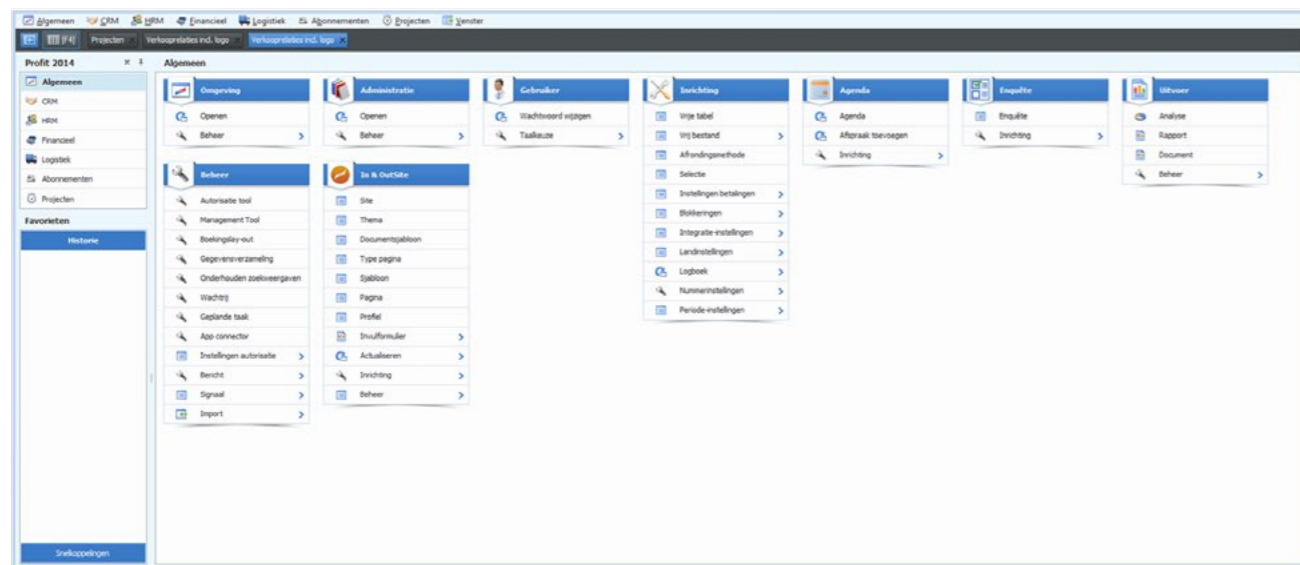 Algemeen CRM HRM Financieel Logistiek Abonnementen Projecten Venster
[F4] Projecten Verkooprelaties incl. logo Verkooprelaties incl. logo
Profit 2014
Algemeen
CRM
HRM
Financieel
Logistiek
Abonnementen
Projecten
Favorieten
Historie
Snelkoppelingen
Algemeen
Omgeving
Openen
Beheer
Administratie
Openen
Beheer
Gebruiker
Wachtwoord wijzigen
Taalkeuze
Inrichting
Vrije tabel
Vrij bestand
Afrondingsmethode
Selectie
Instellingen betalingen
Blokkeringen
Integratie-instellingen
Landinstellingen
Logboek
Nummerinstellingen
Periode-instellingen
Agenda
Agenda
Afspraak toevoegen
Inrichting
Enquête
Enquête
Inrichting
Uitvoer
Analyse
Rapport
Document
Beheer
Beheer
Autorisatie tool
Management Tool
Boekingslay-out
Gegevensverzameling
Onderhouden zoekweergaven
Wachtrij
Geplande taak
App connector
Instellingen autorisatie
Bericht
Signaal
Import
In & OutSite
Site
Thema
Documentsjabloon
Type pagina
Sjabloon
Pagina
Profiel
Invulformulier
Actualiseren
Inrichting
Beheer